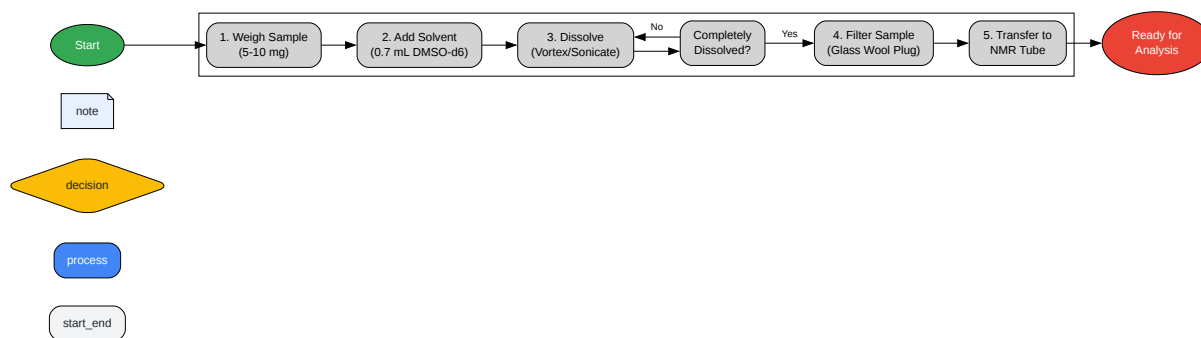 Start
1. Weigh Sample
(5-10 mg)
2. Add Solvent
(0.7 mL DMSO-d6)
3. Dissolve
(Vortex/Sonicate)
No
Completely
Dissolved?
Yes
4. Filter Sample
(Glass Wool Plug)
5. Transfer to
NMR Tube
Ready for
Analysis
note
decision
process
start_end